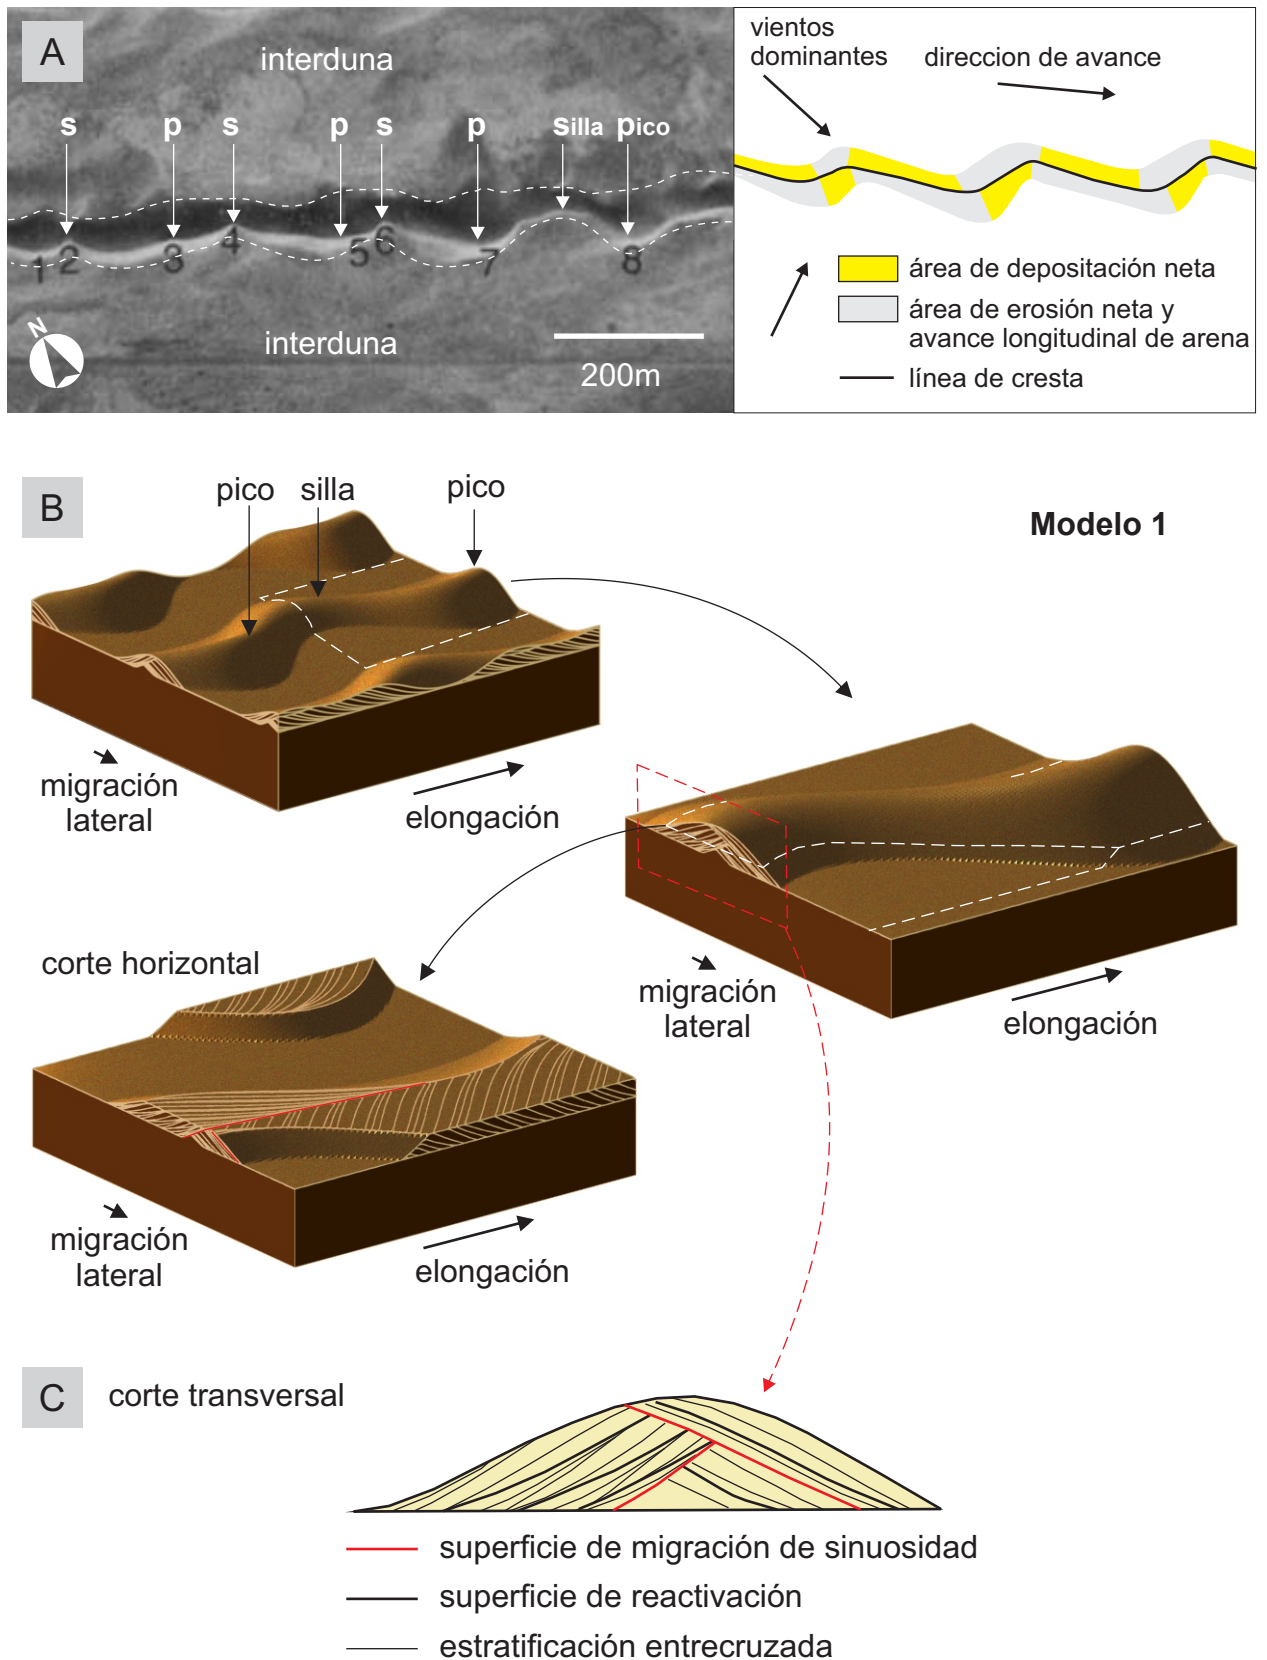 A
interduna
s p s p s p silla pico
1 2 3 4 5 6 7 8
N
interduna
200m
vientos
dominantes
direccion de avance
área de depositación neta
área de erosión neta y
avance longitudinal de arena
línea de cresta
B
pico silla pico
Modelo 1
migración
lateral
elongación
migración
lateral
elongación
corte horizontal
migración
lateral
elongación
C
corte transversal
superficie de migración de sinuosidad
superficie de reactivación
estratificación entrecruzada